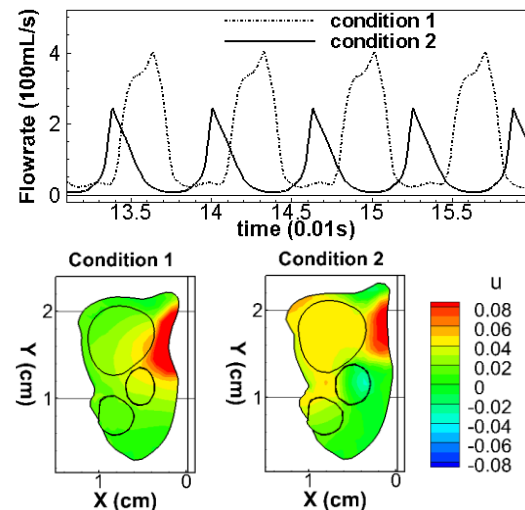 condition 1
condition 2
Flowrate (100mL/s)
4
2
0
13.5 14 14.5 15 15.5
time (0.01s)
Condition 1
Condition 2
u
Y (cm)
2
1
1 0
X (cm)
Y (cm)
2
1
1 0
X (cm)
0.08
0.06
0.04
0.02
0
-0.02
-0.04
-0.06
-0.08